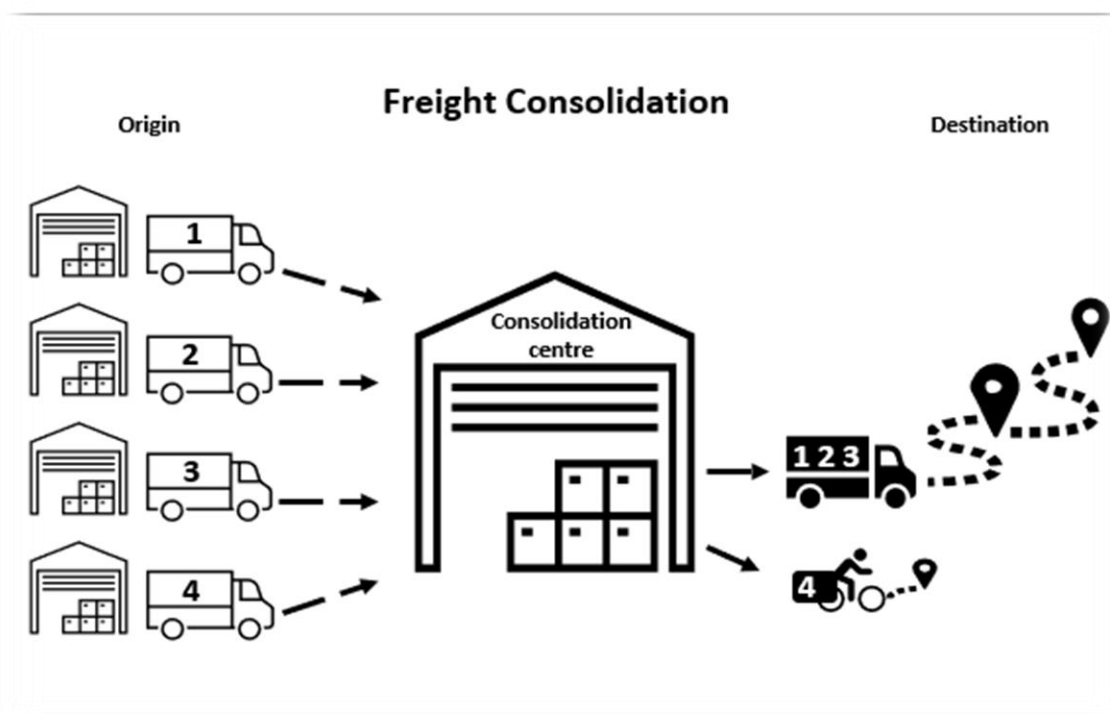 Freight Consolidation
Origin
Destination
1
2
3
4
Consolidation
centre
1 2 3
4